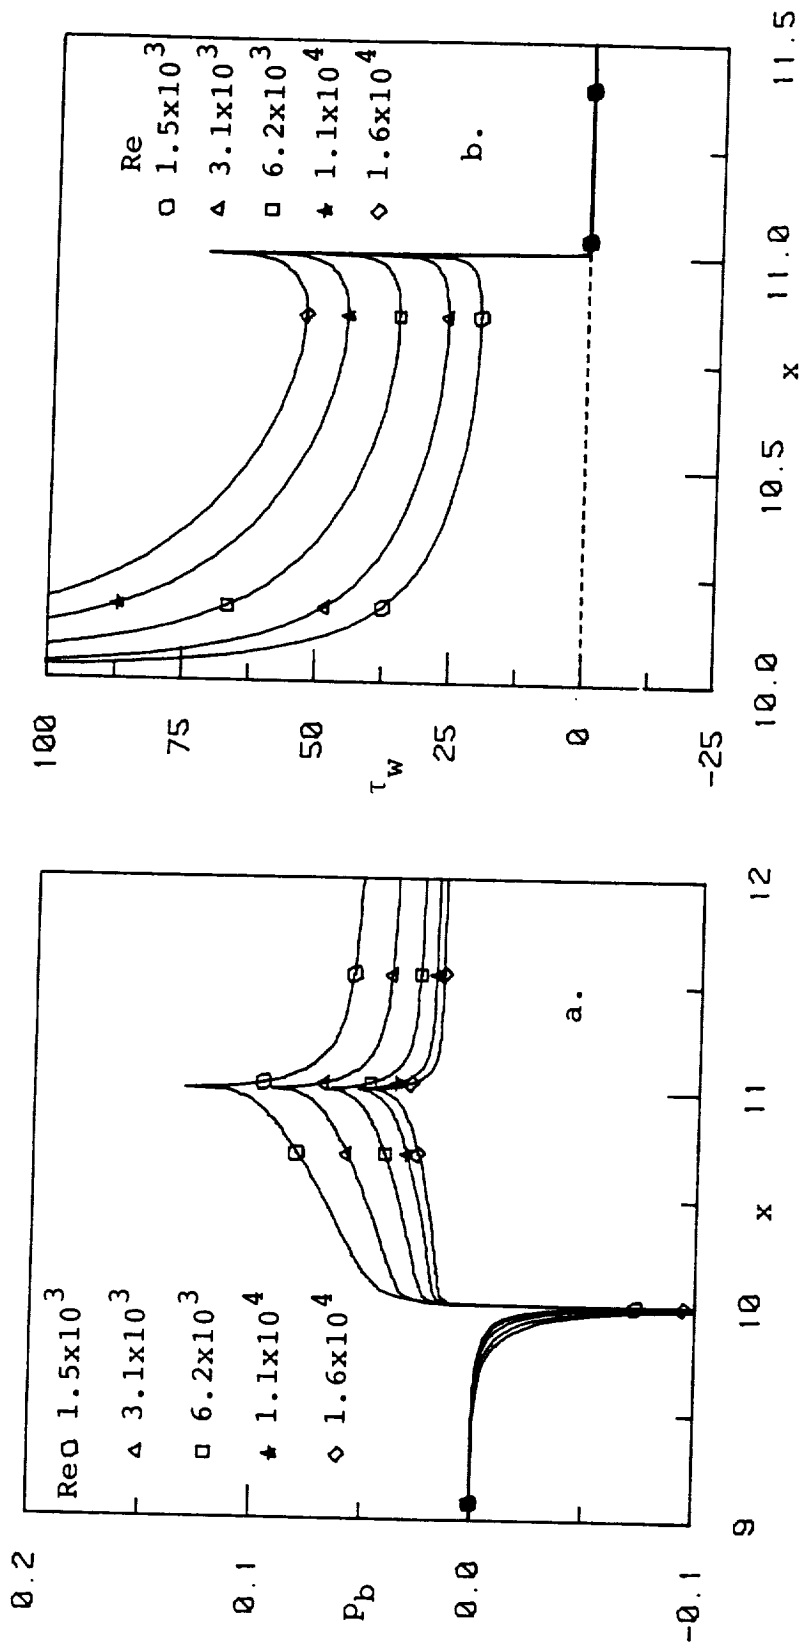 0.2
0.1
P_b
0.0
-0.1
9
10
x
11
12
Re 1.5x10^3
3.1x10^3
6.2x10^3
1.1x10^4
1.6x10^4
a.
100
75
50
τ_w
25
0
-25
10.0
10.5
x
11.0
11.5
Re
1.5x10^3
3.1x10^3
6.2x10^3
1.1x10^4
1.6x10^4
b.